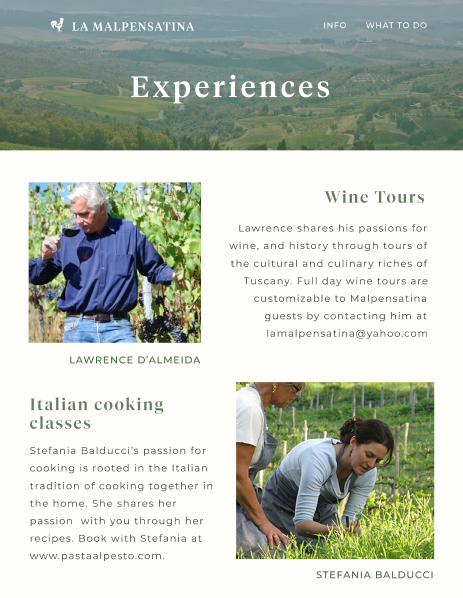 LA MALPENSATINA
INFO WHAT TO DO
Experiences
Wine Tours
Lawrence shares his passions for
wine, and history through tours of
the cultural and culinary riches of
Tuscany. Full day wine tours are
customizable to Malpensatina
guests by contacting him at
lamalpensatina@yahoo.com
LAWRENCE D'ALMEIDA
Italian cooking
classes
Stefania Balducci's passion for
cooking is rooted in the Italian
tradition of cooking together in
the home. She shares her
passion  with you through her
recipes. Book with Stefania at
www.pastaalpesto.com.
STEFANIA BALDUCCI